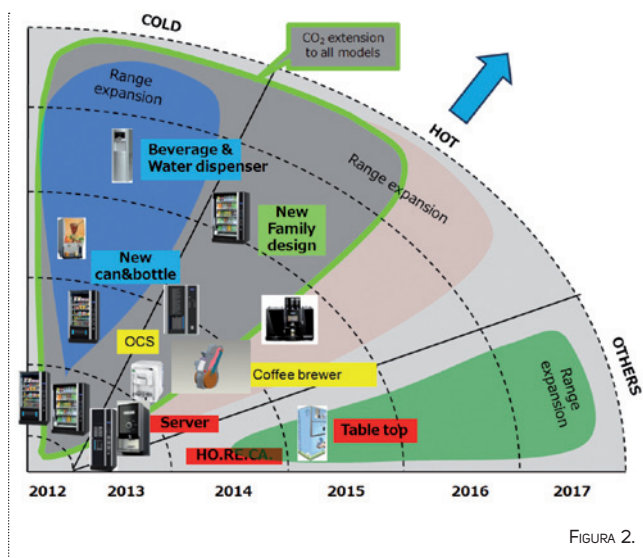 COLD
CO₂ extension
to all models
Range
expansion
HOT
Beverage &
Water dispenser
Range expansion
New
Family
design
New
can&bottle
OCS
OTHERS
Coffee brewer
Range
expansion
Server
Table top
HO.RE.CA.
2012 2013 2014 2015 2016 2017
FIGURA 2.